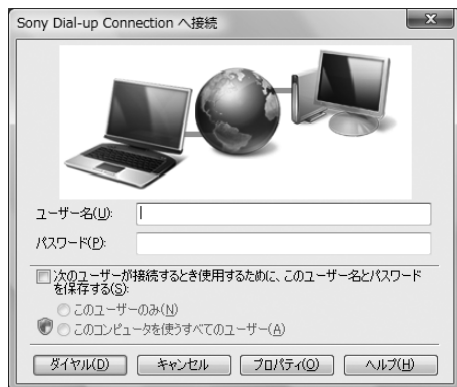 Sony Dial-up Connection へ接続
ユーザー名(U):
パスワード(P):
次のユーザーが接続するとき使用するために、このユーザー名とパスワード
を保存する(S):
このユーザーのみ(N)
このコンピュータを使うすべてのユーザー(A)
ダイヤル(D) キャンセル プロパティ(O) ヘルプ(H)